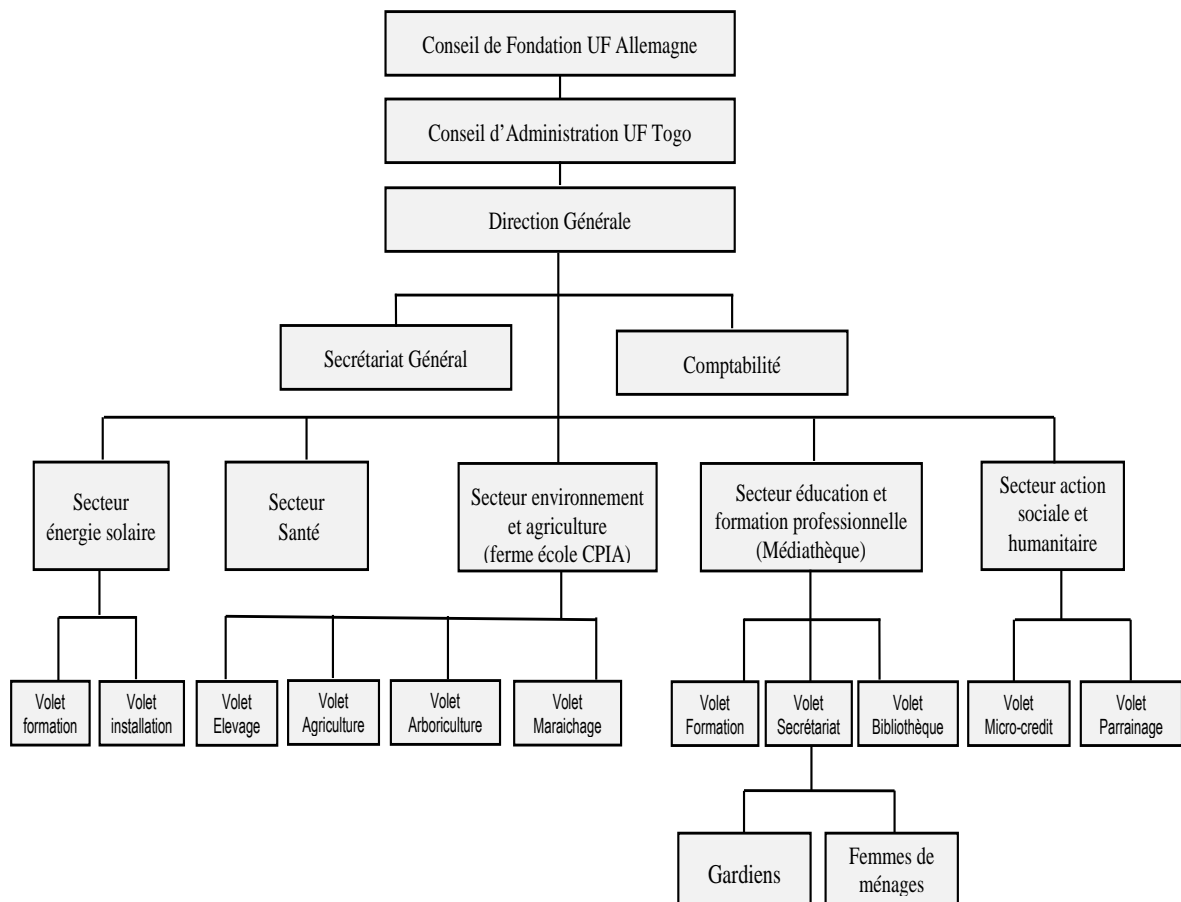 Conseil de Fondation UF Allemagne
Conseil d’Administration UF Togo
Direction Générale
Secrétariat Général
Comptabilité
Secteur
énergie solaire
Secteur
Santé
Secteur environnement
et agriculture
(ferme école CPIA)
Secteur éducation et
formation professionnelle
(Médiathèque)
Secteur action
sociale et
humanitaire
Volet
formation
Volet
installation
Volet
Elevage
Volet
Agriculture
Volet
Arboriculture
Volet
Maraichage
Volet
Formation
Volet
Secrétariat
Volet
Bibliothèque
Volet
Micro-credit
Volet
Parrainage
Gardiens
Femmes de
ménages